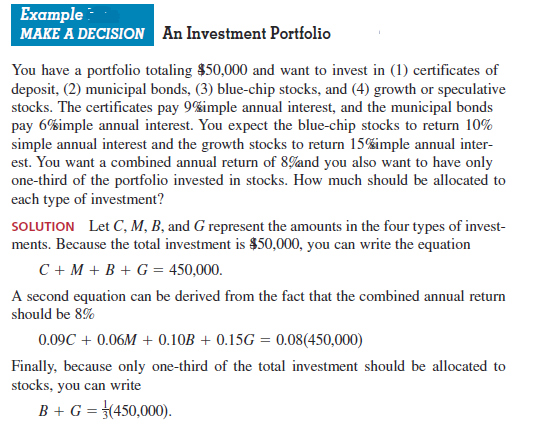 Example
MAKE A DECISION An Investment Portfolio
You have a portfolio totaling $50,000 and want to invest in (1) certificates of
deposit, (2) municipal bonds, (3) blue-chip stocks, and (4) growth or speculative
stocks. The certificates pay 9%simple annual interest, and the municipal bonds
pay 6%simple annual interest. You expect the blue-chip stocks to return 10%
simple annual interest and the growth stocks to return 15%simple annual inter-
est. You want a combined annual return of 8%and you also want to have only
one-third of the portfolio invested in stocks. How much should be allocated to
each type of investment?
SOLUTION Let C, M, B, and G represent the amounts in the four types of invest-
ments. Because the total investment is $50,000, you can write the equation
C + M + B + G = 450,000.
A second equation can be derived from the fact that the combined annual return
should be 8%
0.09C + 0.06M + 0.10B + 0.15G = 0.08(450,000)
Finally, because only one-third of the total investment should be allocated to
stocks, you can write
B + G = 1/3(450,000).